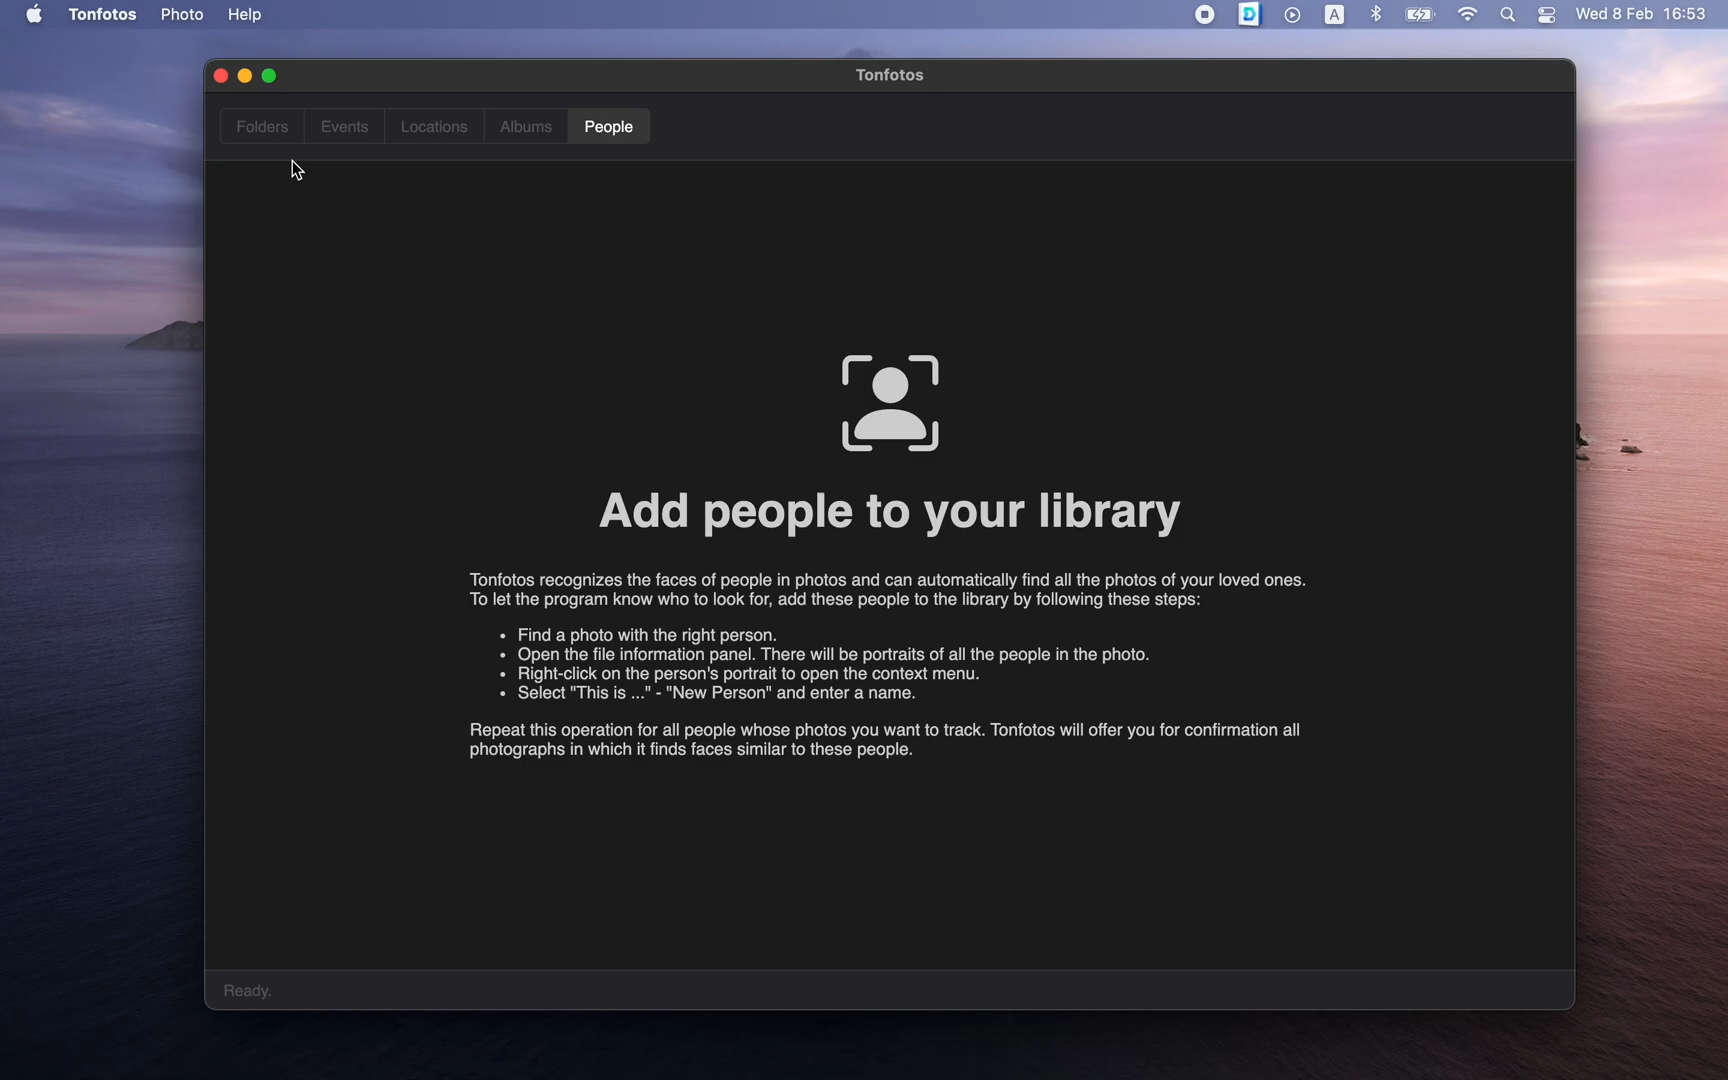 Tonfotos Photo Help
A Wed 8 Feb 16:53
Tonfotos
Folders Events Locations Albums People
Add people to your library
Tonfotos recognizes the faces of people in photos and can automatically find all the photos of your loved ones.
To let the program know who to look for, add these people to the library by following these steps:
• Find a photo with the right person.
• Open the file information panel. There will be portraits of all the people in the photo.
• Right-click on the person's portrait to open the context menu.
• Select "This is ..." - "New Person" and enter a name.
Repeat this operation for all people whose photos you want to track. Tonfotos will offer you for confirmation all
photographs in which it finds faces similar to these people.
Ready.